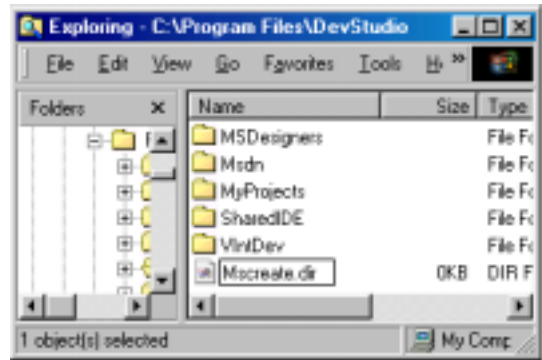 Exploring - C:\Program Files\DevStudio
File Edit View Go Favorites Tools »
Folders × Name Size Type
MSDesigners File Fo
Msdn File Fo
MyProjects File Fo
SharedIDE File Fo
VIntDev File Fo
Mscreate.dir 0KB DIR F
1 object(s) selected My Comp